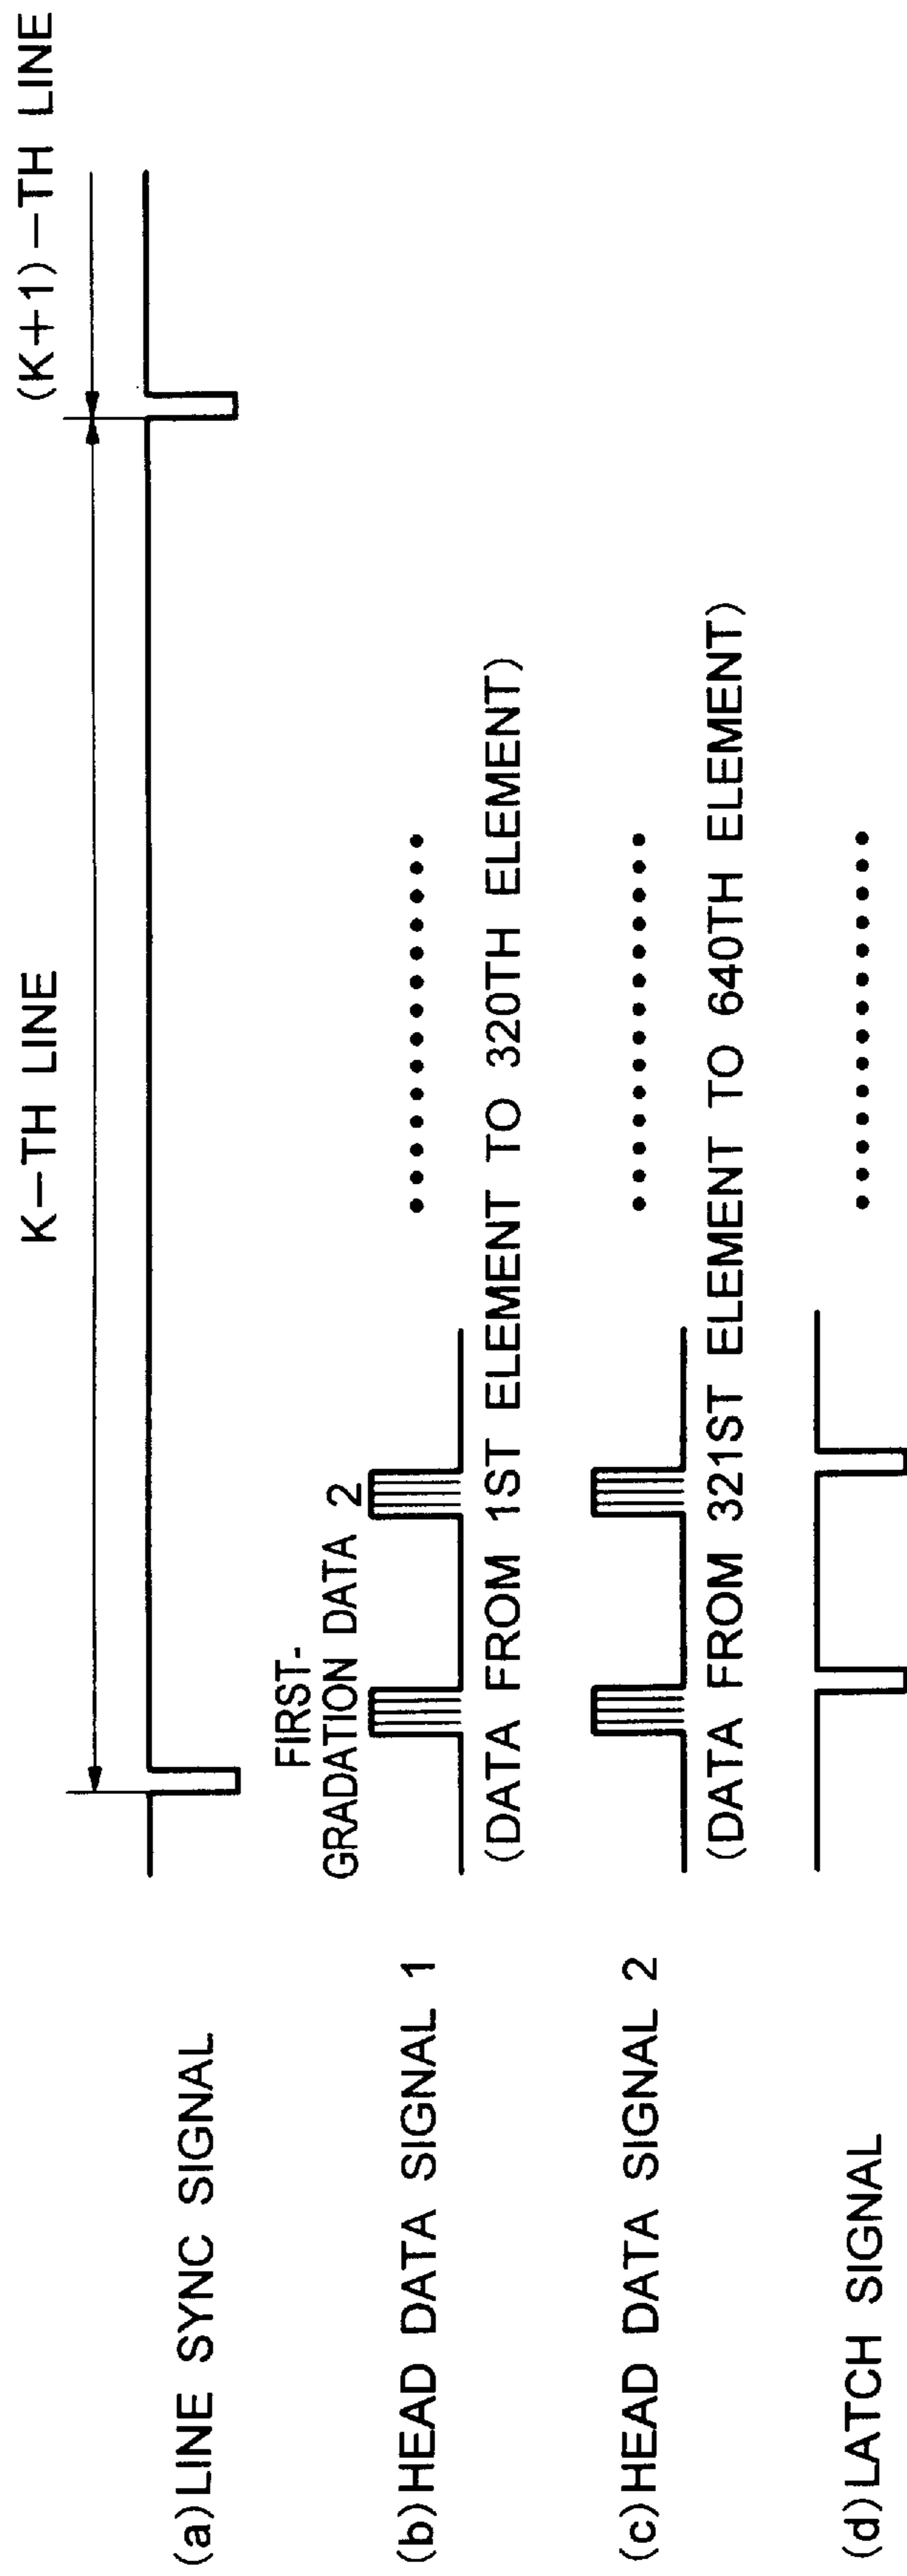 K-TH LINE
(K+1)-TH LINE
(a) LINE SYNC SIGNAL
FIRST-
GRADATION DATA 2
(b) HEAD DATA SIGNAL 1
(DATA FROM 1ST ELEMENT TO 320TH ELEMENT)
(c) HEAD DATA SIGNAL 2
(DATA FROM 321ST ELEMENT TO 640TH ELEMENT)
(d) LATCH SIGNAL